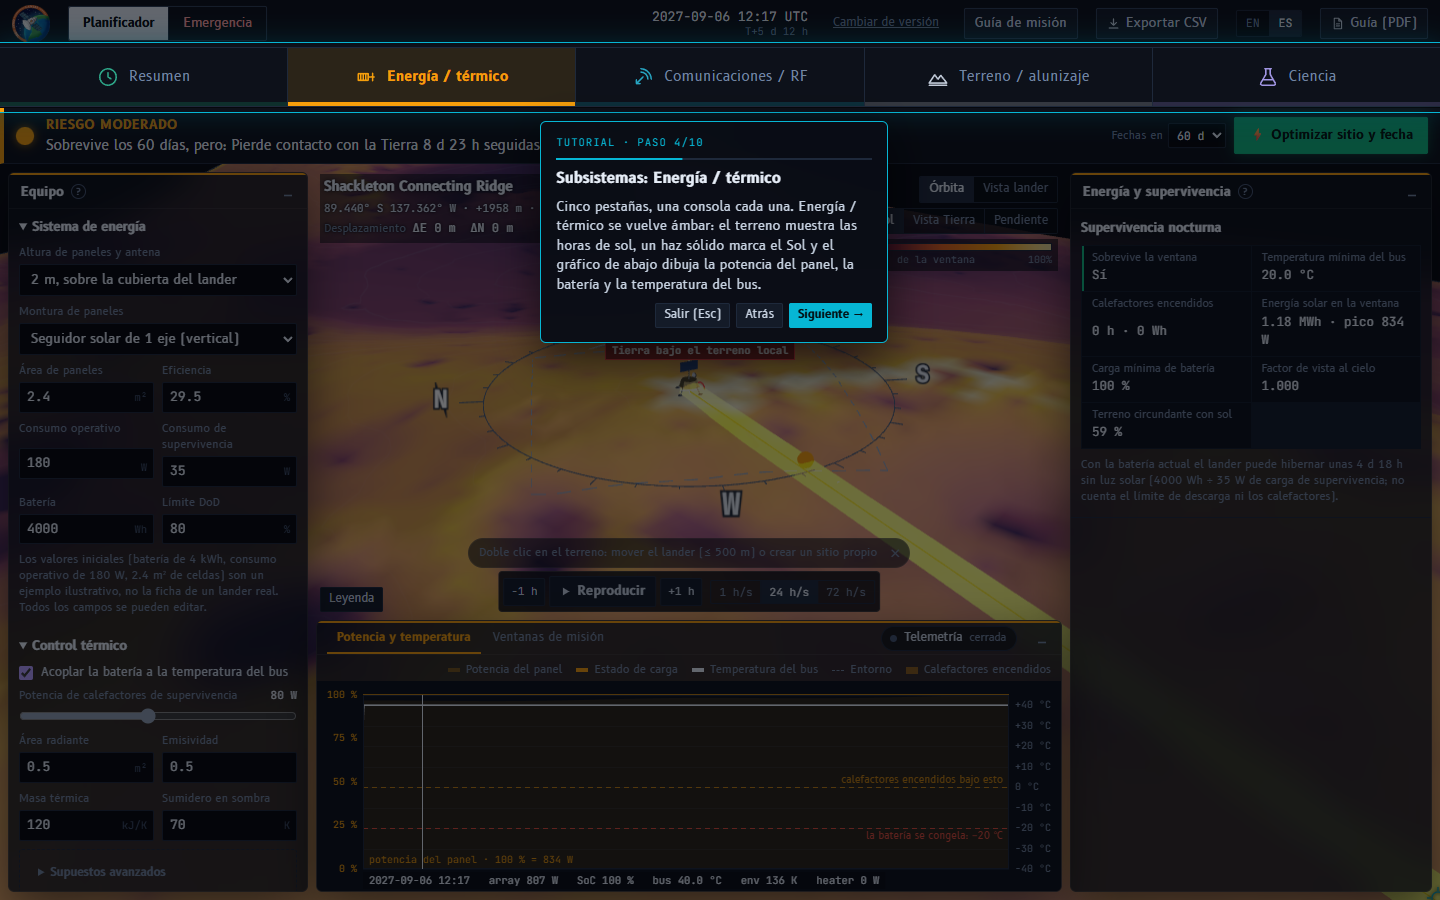 Planificador
Emergencia
2027-09-06 12:17 UTC
T+5 d 12 h
Cambiar de versión
Guía de misión
Exportar CSV
EN
ES
Guía (PDF)
Resumen
Energía / térmico
Comunicaciones / RF
Terreno / alunizaje
Ciencia
RIESGO MODERADO
Sobrevive los 60 días, pero: Pierde contacto con la Tierra 8 d 23 h seguidas
Fechas en
60 d
Optimizar sitio y fecha
TUTORIAL · PASO 4/10
Subsistemas: Energía / térmico
Cinco pestañas, una consola cada una. Energía /
térmico se vuelve ámbar: el terreno muestra las
horas de sol, un haz sólido marca el Sol y el
gráfico de abajo dibuja la potencia del panel, la
batería y la temperatura del bus.
Salir (Esc)
Atrás
Siguiente →
Equipo ?
–
▼ Sistema de energía
Altura de paneles y antena
2 m, sobre la cubierta del lander
Montura de paneles
Seguidor solar de 1 eje (vertical)
Área de paneles
Eficiencia
2.4 m²
29.5 %
Consumo operativo
Consumo de
supervivencia
180 W
35 W
Batería
Límite DoD
4000 Wh
80 %
Los valores iniciales (batería de 4 kWh, consumo
operativo de 180 W, 2.4 m² de celdas) son un
ejemplo ilustrativo, no la ficha de un lander real.
Todos los campos se pueden editar.
▼ Control térmico
Acoplar la batería a la temperatura del bus
Potencia de calefactores de supervivencia
80 W
Área radiante
Emisividad
0.5 m²
0.5
Masa térmica
Sumidero en sombra
120 kJ/K
70 K
▶ Supuestos avanzados
Shackleton Connecting Ridge
89.440° S 137.362° W · +1958 m ·
Desplazamiento ΔE 0 m ΔN 0 m
Órbita
Vista lander
Vista Tierra
Pendiente
de la ventana
100%
Tierra bajo el terreno local
N
S
W
Doble clic en el terreno: mover el lander (≤ 500 m) o crear un sitio propio ×
Leyenda
-1 h
▶ Reproducir
+1 h
1 h/s
24 h/s
72 h/s
Potencia y temperatura
Ventanas de misión
Telemetría cerrada
–
Potencia del panel
Estado de carga
Temperatura del bus
Entorno
Calefactores encendidos
100 %
75 %
50 %
25 %
0 %
+40 °C
+30 °C
+20 °C
+10 °C
0 °C
-10 °C
-20 °C
-30 °C
-40 °C
calefactores encendidos bajo esto
la batería se congela: -20 °C
potencia del panel · 100 % = 834 W
2027-09-06 12:17 array 807 W SoC 100 % bus 40.0 °C env 136 K heater 0 W
Energía y supervivencia ?
–
Supervivencia nocturna
Sobrevive la ventana
Sí
Temperatura mínima del bus
20.0 °C
Calefactores encendidos
0 h · 0 Wh
Energía solar en la ventana
1.18 MWh · pico 834
W
Carga mínima de batería
100 %
Factor de vista al cielo
1.000
Terreno circundante con sol
59 %
Con la batería actual el lander puede hibernar unas 4 d 18 h
sin luz solar (4000 Wh ÷ 35 W de carga de supervivencia; no
cuenta el límite de descarga ni los calefactores).